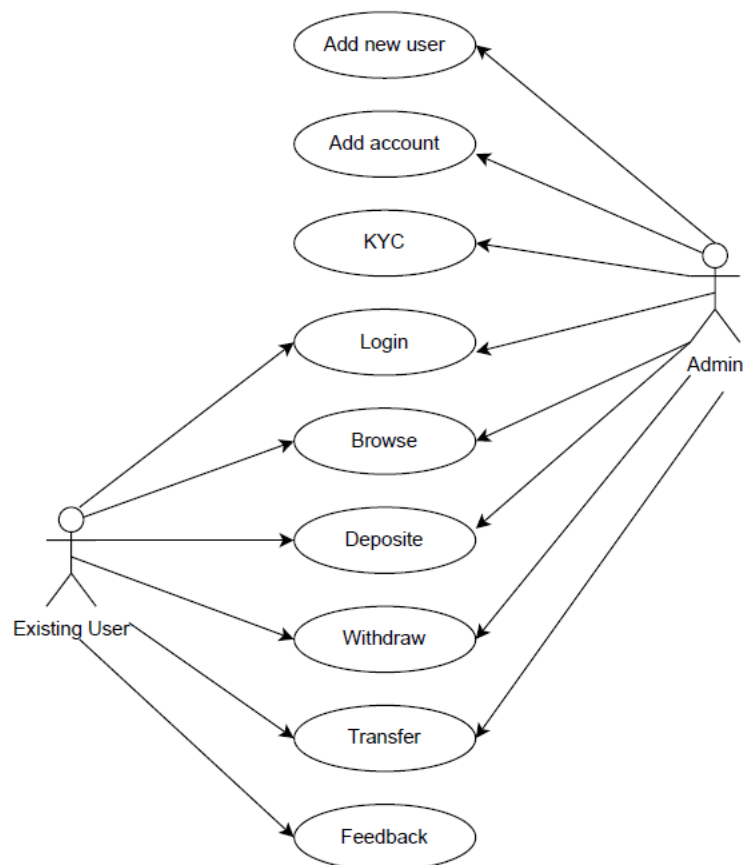 Add new user
Add account
KYC
Login
Admin
Browse
Deposite
Existing User
Withdraw
Transfer
Feedback